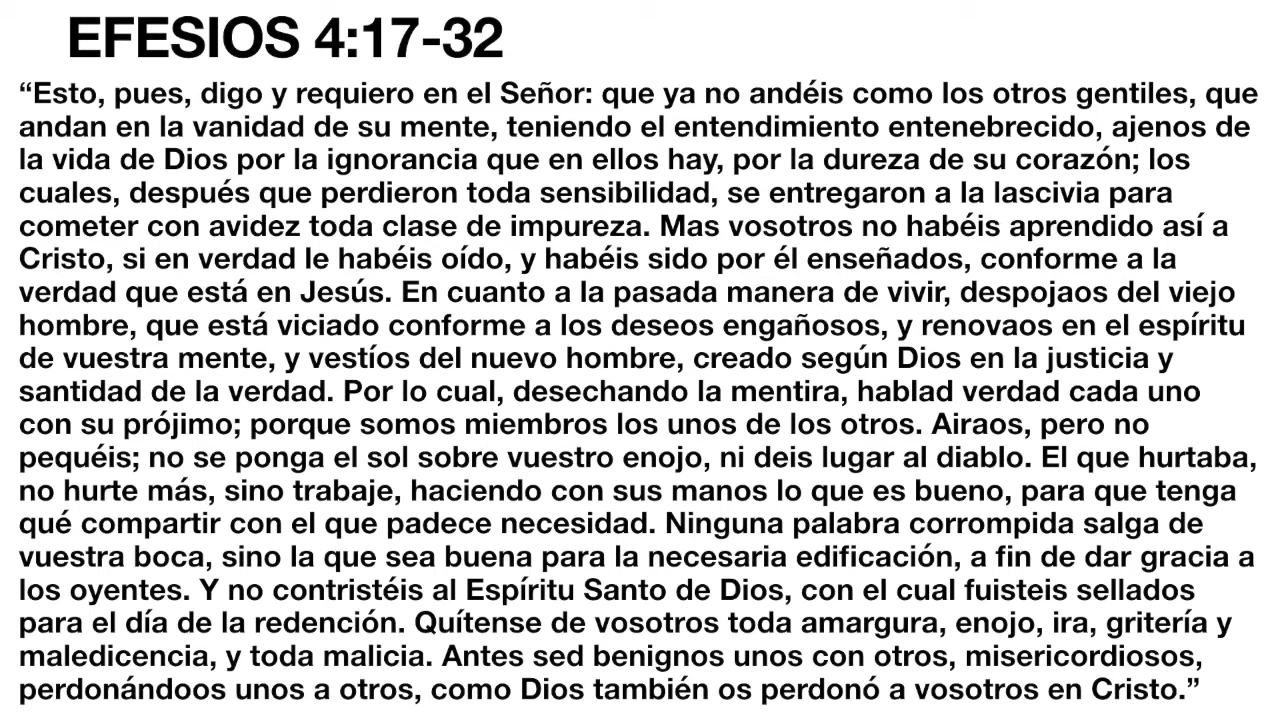 EFESIOS 4:17-32
“Esto, pues, digo y requiero en el Señor: que ya no andéis como los otros gentiles, que
andan en la vanidad de su mente, teniendo el entendimiento entenebrecido, ajenos de
la vida de Dios por la ignorancia que en ellos hay, por la dureza de su corazón; los
cuales, después que perdieron toda sensibilidad, se entregaron a la lascivia para
cometer con avidez toda clase de impureza. Mas vosotros no habéis aprendido así a
Cristo, si en verdad le habéis oído, y habéis sido por él enseñados, conforme a la
verdad que está en Jesús. En cuanto a la pasada manera de vivir, despojaos del viejo
hombre, que está viciado conforme a los deseos engañosos, y renovaos en el espíritu
de vuestra mente, y vestíos del nuevo hombre, creado según Dios en la justicia y
santidad de la verdad. Por lo cual, desechando la mentira, hablad verdad cada uno
con su prójimo; porque somos miembros los unos de los otros. Airaos, pero no
pequéis; no se ponga el sol sobre vuestro enojo, ni deis lugar al diablo. El que hurtaba,
no hurte más, sino trabaje, haciendo con sus manos lo que es bueno, para que tenga
qué compartir con el que padece necesidad. Ninguna palabra corrompida salga de
vuestra boca, sino la que sea buena para la necesaria edificación, a fin de dar gracia a
los oyentes. Y no contristéis al Espíritu Santo de Dios, con el cual fuisteis sellados
para el día de la redención. Quítense de vosotros toda amargura, enojo, ira, gritería y
maledicencia, y toda malicia. Antes sed benignos unos con otros, misericordiosos,
perdonándoos unos a otros, como Dios también os perdonó a vosotros en Cristo.”